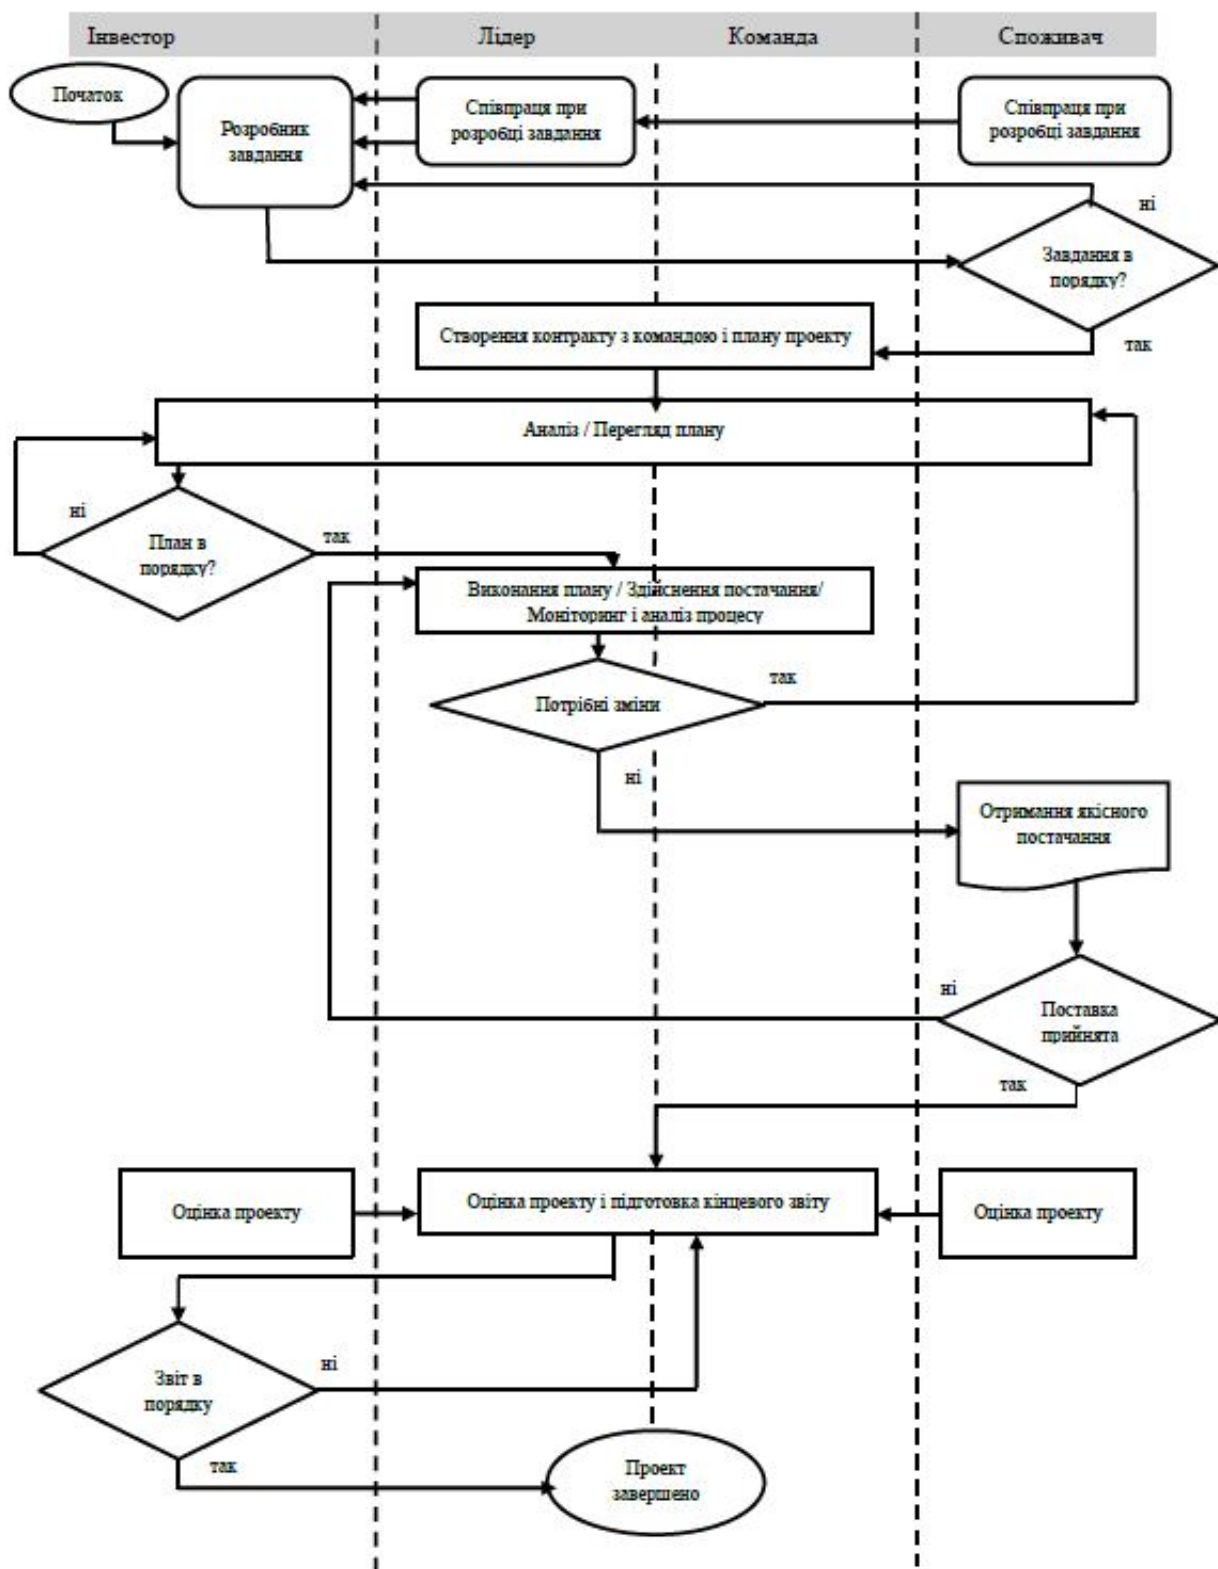 Інвестор
Лідер
Команда
Споживач
Початок
Розробник
завдання
Співпраця при
розробці завдання
Співпраця при
розробці завдання
ні
Завдання в
порядку?
так
Створення контракту з командою і плану проекту
Аналіз / Перегляд плану
ні
План в
порядку?
так
Виконання плану / Здійснення постачання/
Моніторинг і аналіз процесу
Потрібні зміни
так
ні
Отримання якісного
постачання
ні
Поставка
прийнята
так
Оцінка проекту
Оцінка проекту і підготовка кінцевого звіту
Оцінка проекту
Звіт в
порядку
ні
так
Проект
завершено